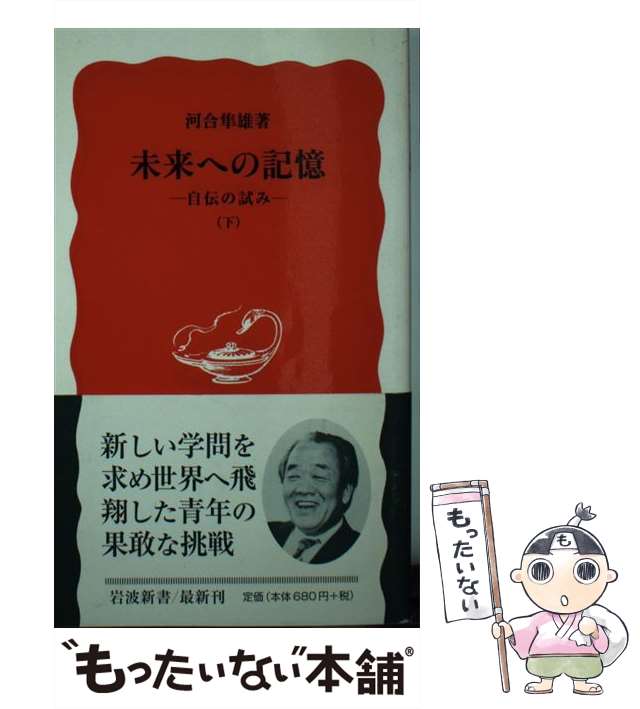 河合隼雄著
未来への記憶
―自伝の試み―
(下)
新しい学問を
求め世界へ飛
翔した青年の
果敢な挑戦
岩波新書/最新刊 定価(本体680円+税)
もったいない
も
“もったいない”本舗®